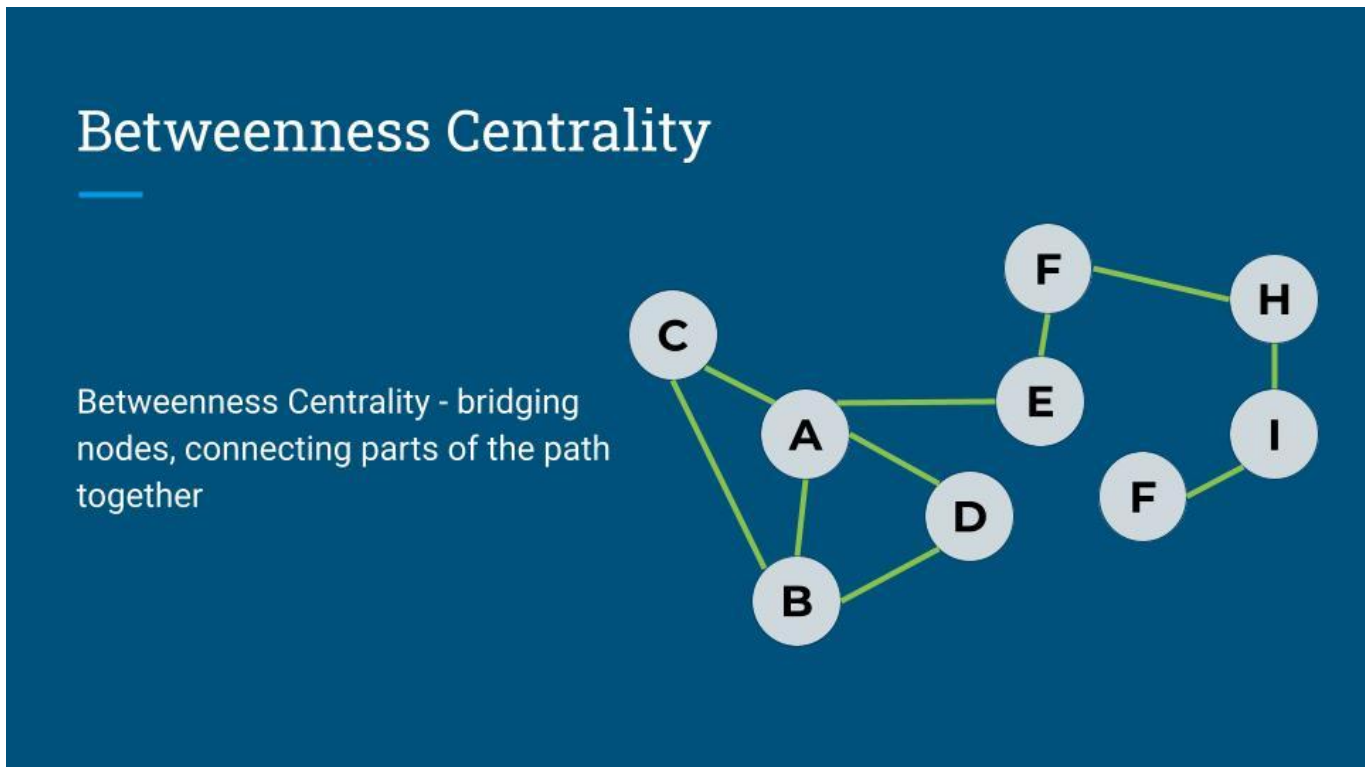 Betweenness Centrality
Betweenness Centrality - bridging
nodes, connecting parts of the path
together
F
H
C
E
A
I
F
D
B